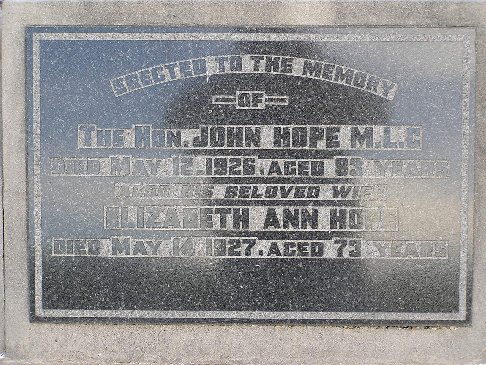 ERECTED TO THE MEMORY
OF
THE HON. JOHN HOPE M.L.C
DIED MAY 12, 1926, AGED 83 YEARS
ALSO HIS BELOVED WIFE
ELIZABETH ANN HOPE
DIED MAY 14, 1927, AGED 73 YEARS